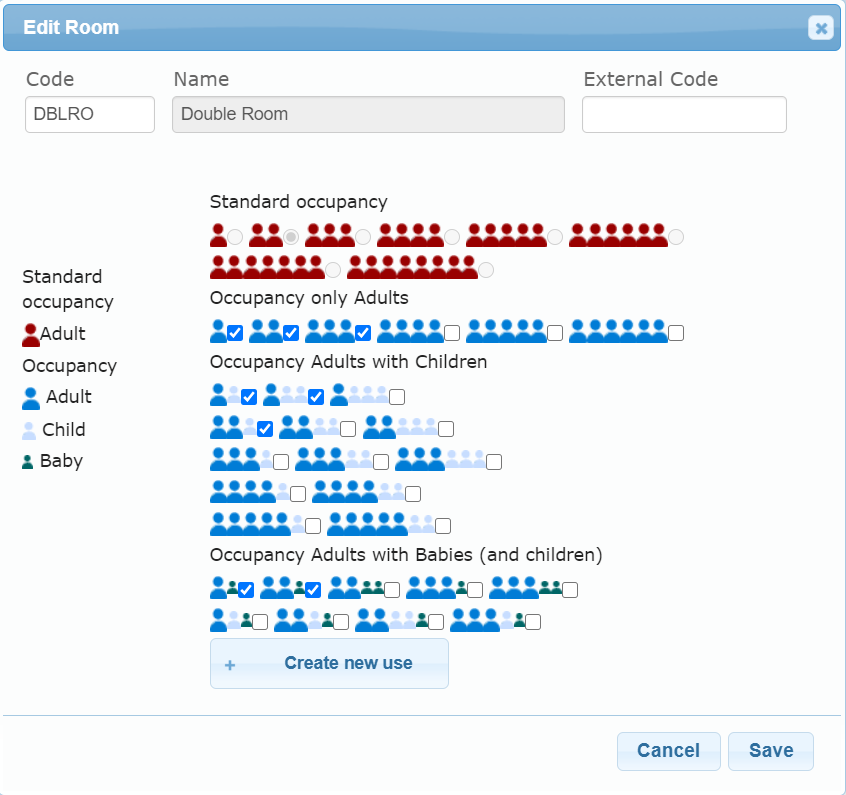 Edit Room
Code
Name
External Code
DBLRO
Double Room
Standard occupancy
Occupancy only Adults
Occupancy Adults with Children
Occupancy Adults with Babies (and children)
Standard
occupancy
Adult
Occupancy
Adult
Child
Baby
+ Create new use
Cancel
Save